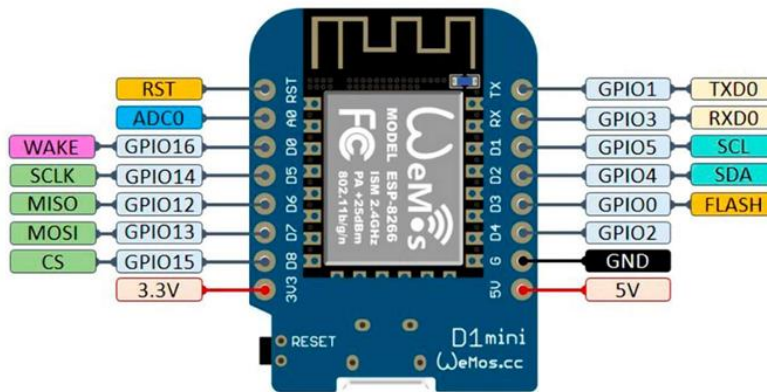 RST RST TX GPIO1 TXD0
ADC0 A0 RX GPIO3 RXD0
WAKE GPIO16 D0 D1 GPIO5 SCL
SCLK GPIO14 D5 D2 GPIO4 SDA
MISO GPIO12 D6 D3 GPIO0 FLASH
MOSI GPIO13 D7 D4 GPIO2
CS GPIO15 D8 G GND
3.3V 3V3 5V 5V
WeMos
MODEL ESP-8266
ISM 2.4GHz
PA +25dBm
802.11b/g/n
FC
RESET
D1mini
WeMos.cc